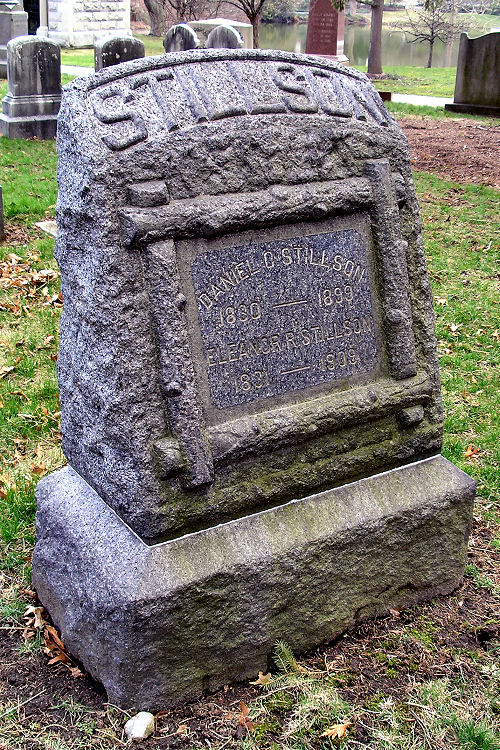 STILLSON
DANIEL C. STILLSON
1830 — 1899
ELEANOR R. STILLSON
1831 — 1909